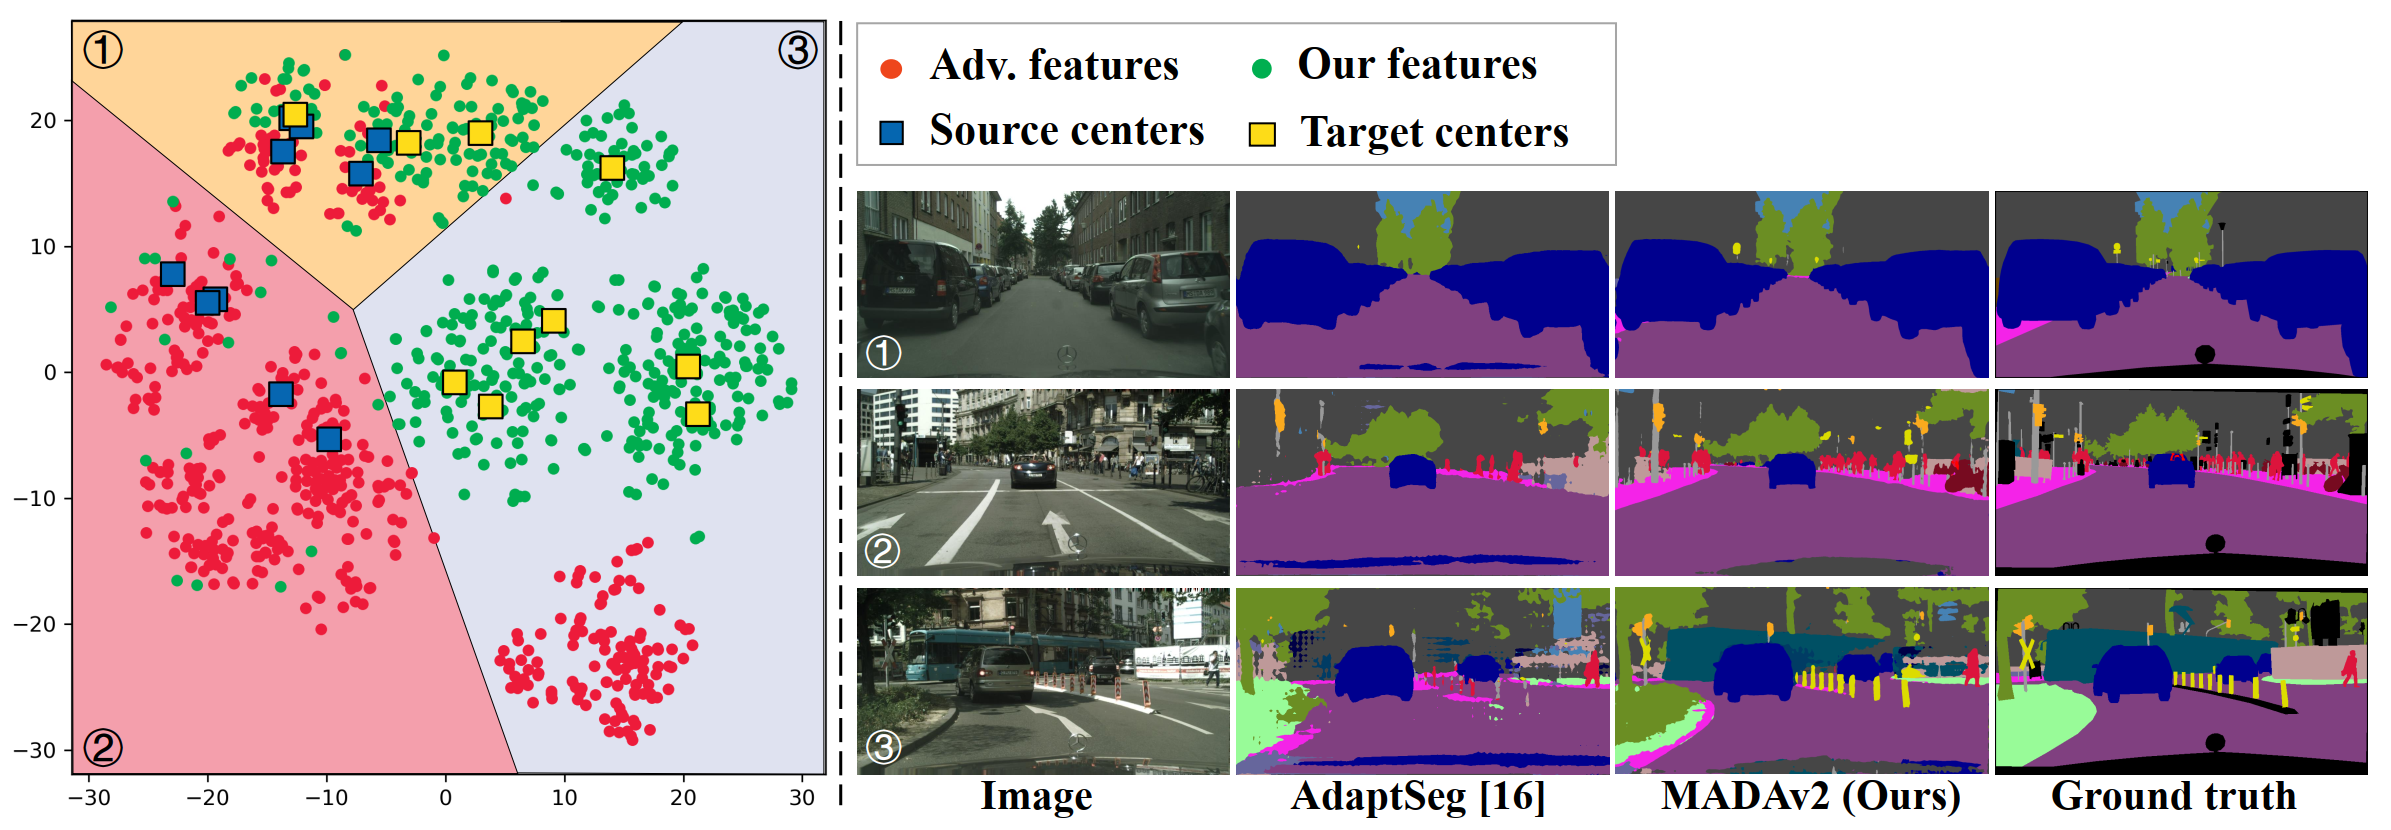 ①
③
②
20
10
0
−10
−20
−30
−30
−20
−10
0
10
20
30
Adv. features
Our features
Source centers
Target centers
①
②
③
Image
AdaptSeg [16]
MADAv2 (Ours)
Ground truth